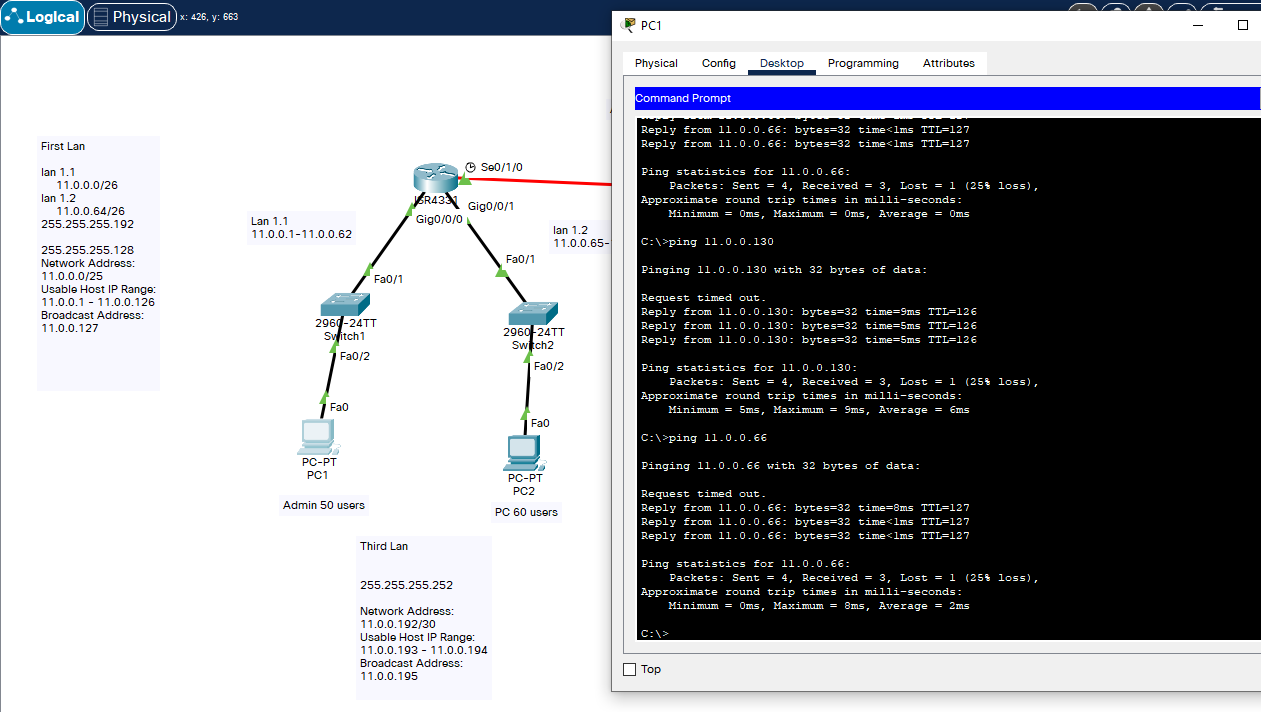 Logical
Physical
x: 426, y: 663
First Lan
lan 1.1
11.0.0.0/26
lan 1.2
11.0.0.64/26
255.255.255.192
255.255.255.128
Network Address:
11.0.0.0/25
Usable Host IP Range:
11.0.0.1 - 11.0.0.126
Broadcast Address:
11.0.0.127
Se0/1/0
ISR4331
Gig0/0/1
Gig0/0/0
Lan 1.1
11.0.0.1-11.0.0.62
lan 1.2
11.0.0.65-
Fa0/1
Fa0/1
2960-24TT
Switch1
2960-24TT
Switch2
Fa0/2
Fa0/2
Fa0
Fa0
PC-PT
PC1
PC-PT
PC2
Admin 50 users
PC 60 users
Third Lan
255.255.255.252
Network Address:
11.0.0.192/30
Usable Host IP Range:
11.0.0.193 - 11.0.0.194
Broadcast Address:
11.0.0.195
PC1
Physical
Config
Desktop
Programming
Attributes
Command Prompt
Reply from 11.0.0.66: bytes=32 time<1ms TTL=127
Reply from 11.0.0.66: bytes=32 time<1ms TTL=127
Ping statistics for 11.0.0.66:
Packets: Sent = 4, Received = 3, Lost = 1 (25% loss),
Approximate round trip times in milli-seconds:
Minimum = 0ms, Maximum = 0ms, Average = 0ms
C:\>ping 11.0.0.130
Pinging 11.0.0.130 with 32 bytes of data:
Request timed out.
Reply from 11.0.0.130: bytes=32 time=9ms TTL=126
Reply from 11.0.0.130: bytes=32 time=5ms TTL=126
Reply from 11.0.0.130: bytes=32 time=5ms TTL=126
Ping statistics for 11.0.0.130:
Packets: Sent = 4, Received = 3, Lost = 1 (25% loss),
Approximate round trip times in milli-seconds:
Minimum = 5ms, Maximum = 9ms, Average = 6ms
C:\>ping 11.0.0.66
Pinging 11.0.0.66 with 32 bytes of data:
Request timed out.
Reply from 11.0.0.66: bytes=32 time=8ms TTL=127
Reply from 11.0.0.66: bytes=32 time<1ms TTL=127
Reply from 11.0.0.66: bytes=32 time<1ms TTL=127
Ping statistics for 11.0.0.66:
Packets: Sent = 4, Received = 3, Lost = 1 (25% loss),
Approximate round trip times in milli-seconds:
Minimum = 0ms, Maximum = 8ms, Average = 2ms
C:\>
Top